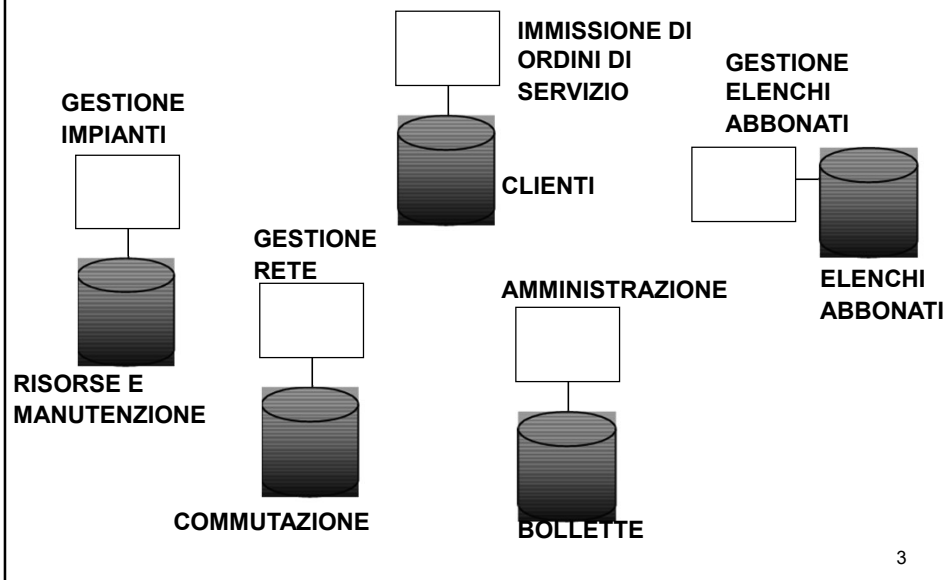 IMMISSIONE DI
ORDINI DI
SERVIZIO
GESTIONE
ELENCHI
ABBONATI
GESTIONE
IMPIANTI
CLIENTI
GESTIONE
RETE
AMMINISTRAZIONE
ELENCHI
ABBONATI
RISORSE E
MANUTENZIONE
COMMUTAZIONE
BOLLETTE
3